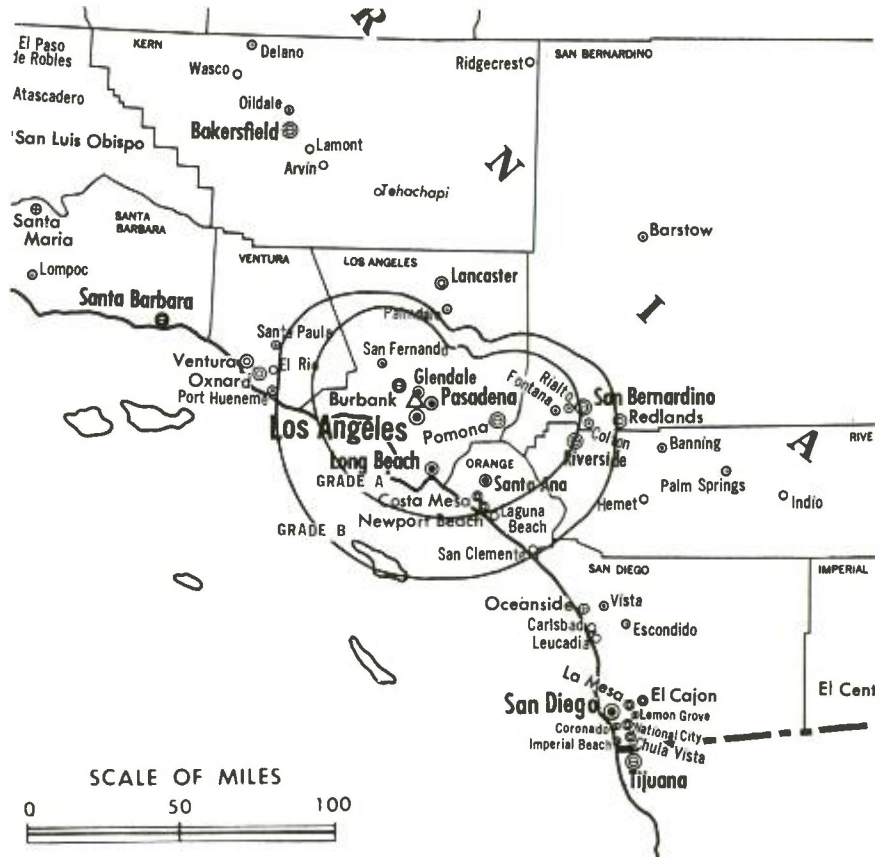 R
El Paso
de Robles
KERN
Delano
Wasco
Ridgecrest
SAN BERNARDINO
Atascadero
Oildale
Bakersfield
San Luis Obispo
Lamont
Arvin
N
Tehachapi
Santa
Maria
SANTA
BARBARA
Barstow
VENTURA
LOS ANGELES
Lompoc
Lancaster
Santa Barbara
Palmdale
I
Santa Paula
San Fernando
Ventura
El Rio
Oxnard
Port Hueneme
Glendale
Burbank
Pasadena
Fontana
Rialto
San Bernardino
Redlands
Los Angeles
Pomona
Colton
Riverside
Banning
A
RIVE
Long Beach
ORANGE
Palm Springs
GRADE A
Santa Ana
Indio
Costa Mesa
Hemet
Newport Beach
Laguna
Beach
GRADE B
San Clemente
SAN DIEGO
IMPERIAL
Oceanside
Vista
Carlsbad
Escondido
Leucadia
La Mesa
El Cajon
El Cent
San Diego
Lemon Grove
Coronado
National City
Imperial Beach
Chula Vista
Tijuana
SCALE OF MILES
0 50 100